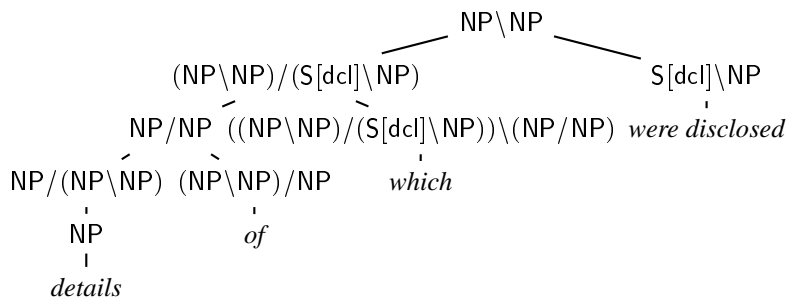 NP\NP
(NP\NP)/(S[dcl]\NP) S[dcl]\NP
NP/NP ((NP\NP)/(S[dcl]\NP))\(NP/NP) were disclosed
NP/(NP\NP) (NP\NP)/NP which
NP of
details